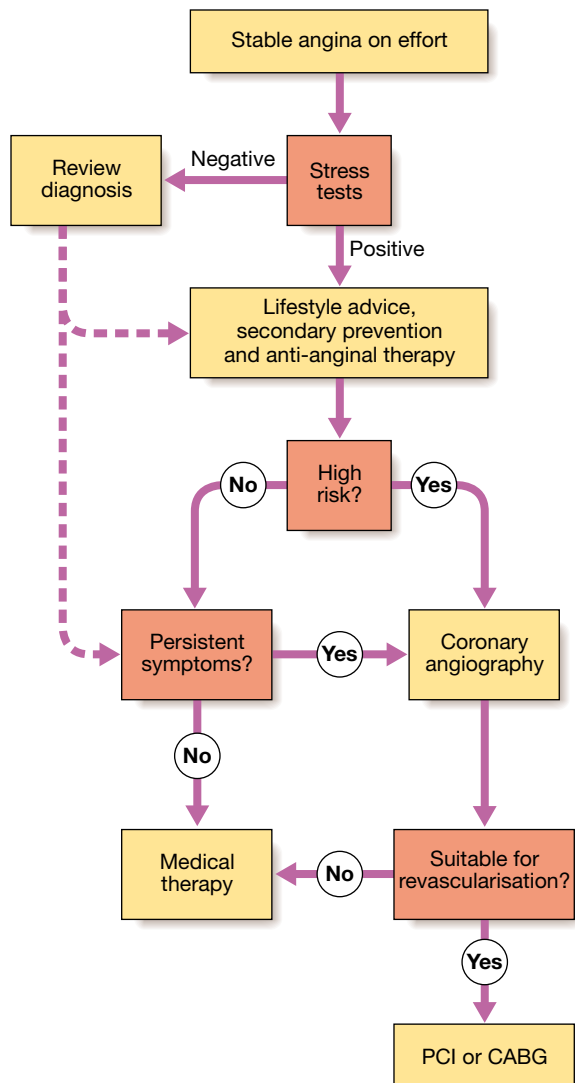 Stable angina on effort
Review
diagnosis
Negative
Stress
tests
Positive
Lifestyle advice,
secondary prevention
and anti-anginal therapy
No
High
risk?
Yes
Persistent
symptoms?
Yes
Coronary
angiography
No
Medical
therapy
No
Suitable for
revascularisation?
Yes
PCI or CABG